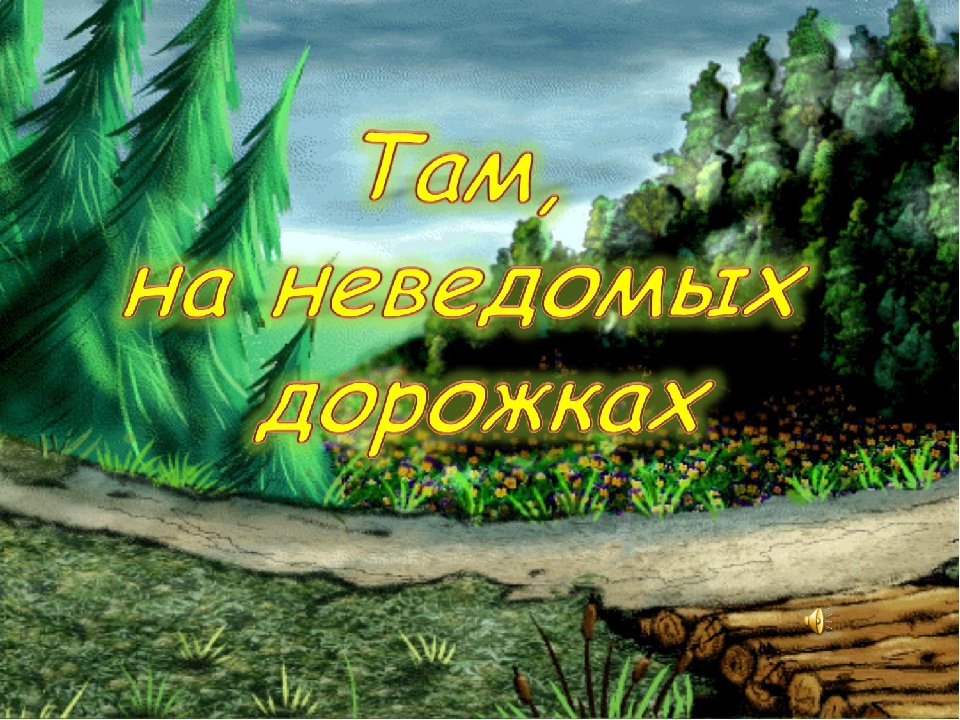 Там,
на неведомых
дорожках